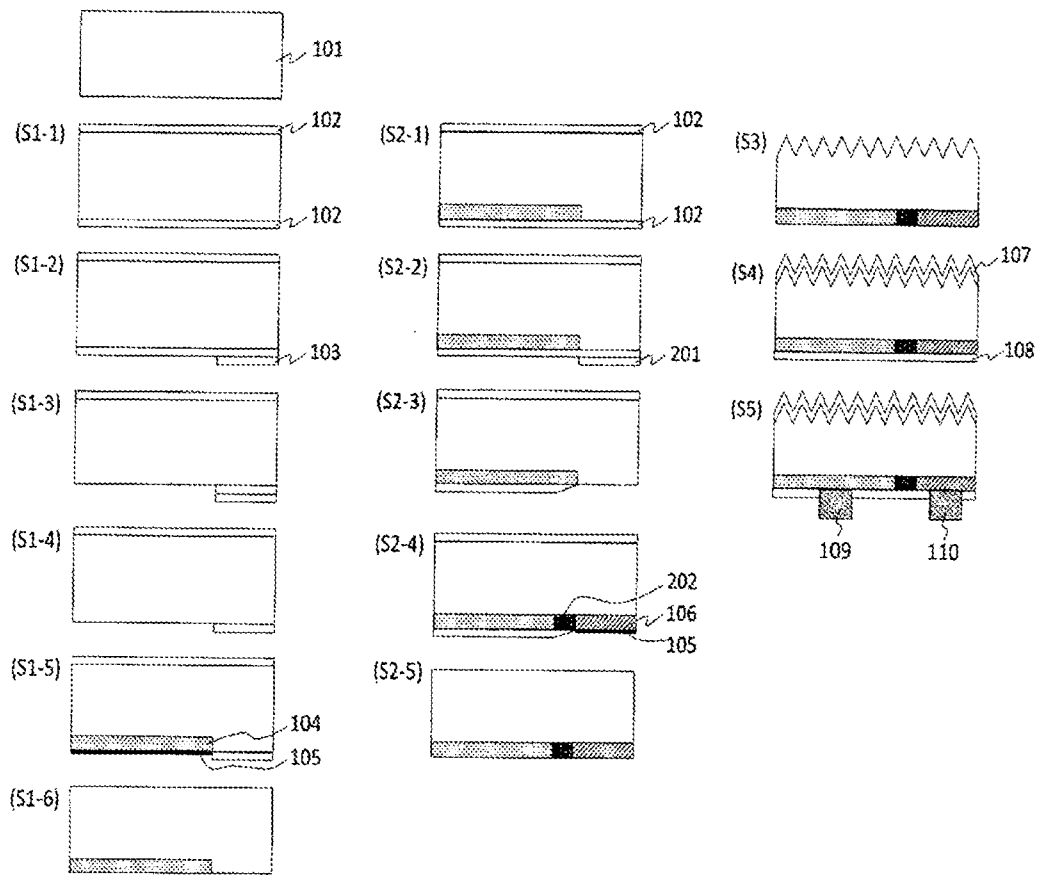 101
(S1-1)
102
102
(S1-2)
103
(S1-3)
(S1-4)
(S1-5)
104
105
(S1-6)
(S2-1)
102
102
(S2-2)
201
(S2-3)
(S2-4)
202
106
105
(S2-5)
(S3)
(S4)
107
108
(S5)
109
110